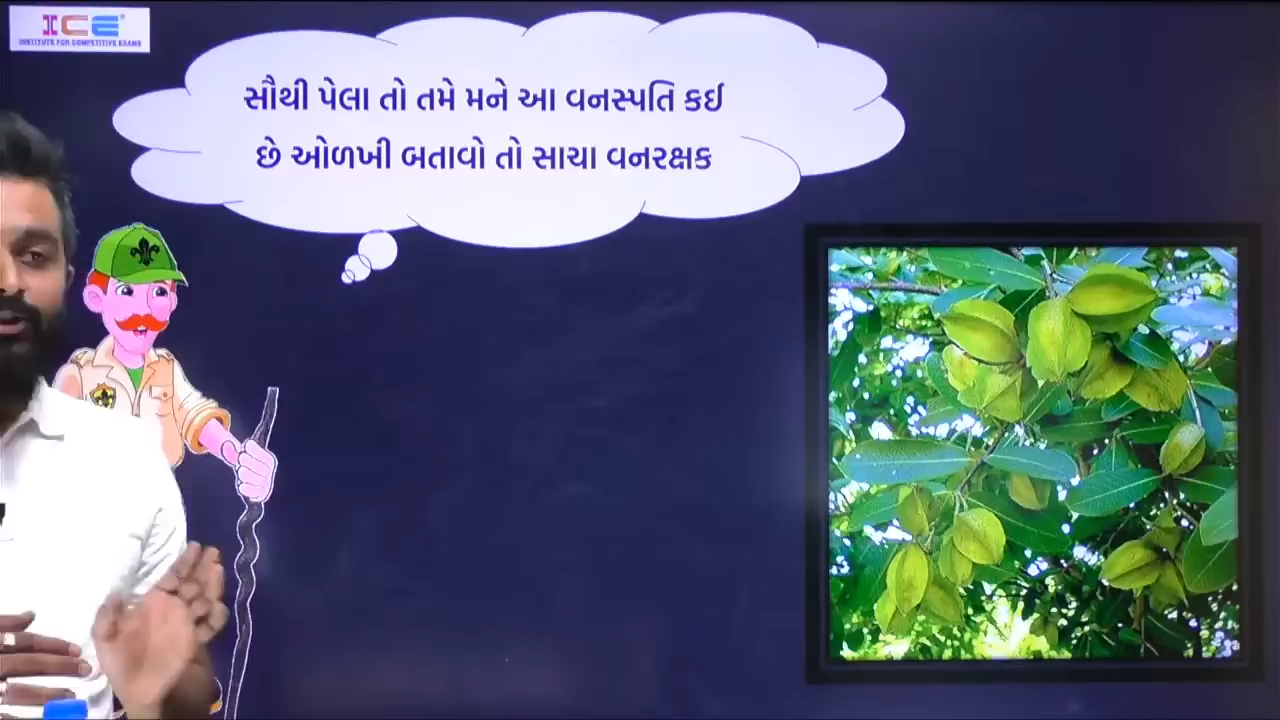 ICE
INSTITUTE FOR COMPETITIVE EXAMS
સૌથી પેલા તો તમે મને આ વનસ્પતિ કઈ
છે ઓળખી બતાવો તો સાચા વનરક્ષક